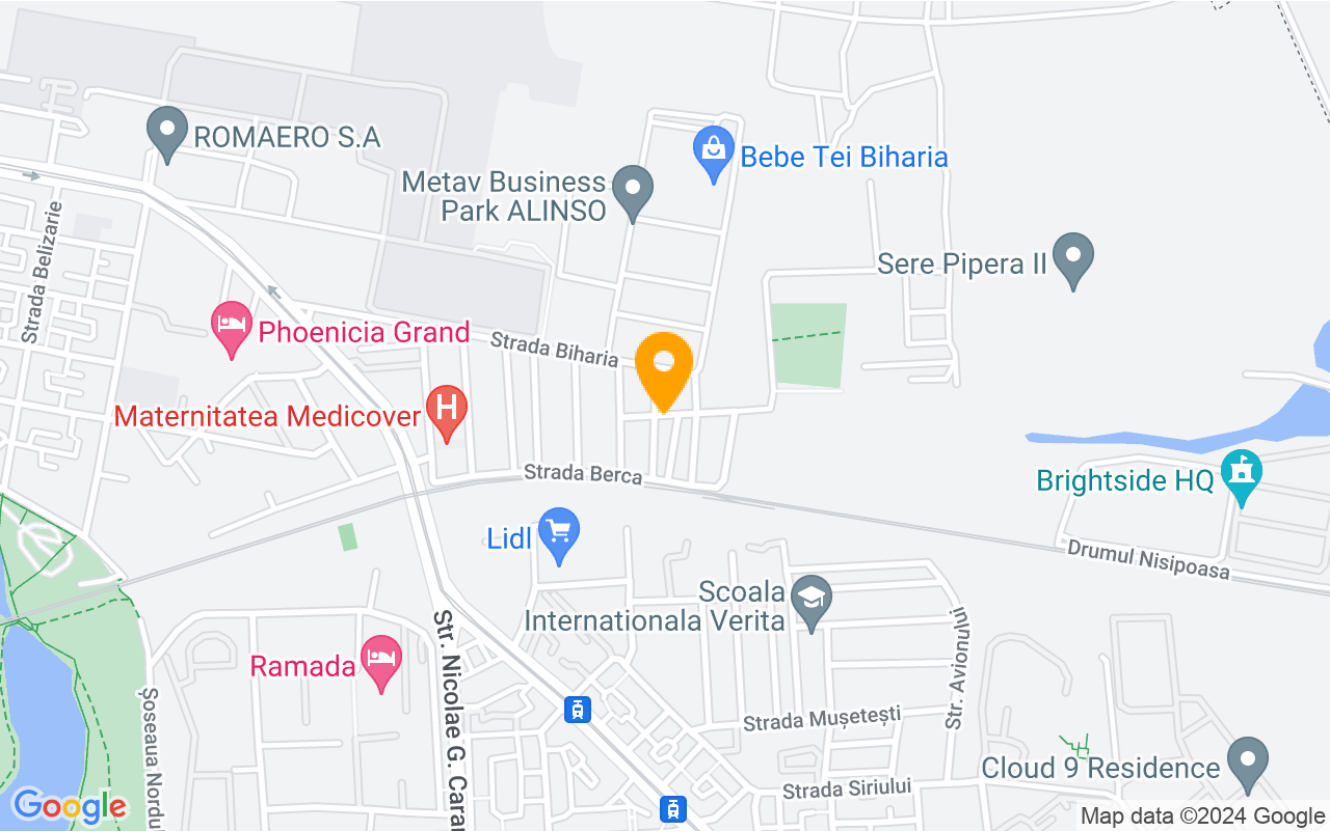 ROMAERO S.A
Bebe Tei Biharia
Metav Business
Park ALINSO
Strada Belizarie
Sere Pipera II
Phoenicia Grand
Strada Biharia
Maternitatea Medicover
H
Strada Berca
Brightside HQ
Lidl
Drumul Nisipoasa
Scoala
Internationala Verita
Str. Nicolae G. Caran
Ramada
Str. Avionului
Șoseaua Nordul
Strada Mușetești
Cloud 9 Residence
Strada Siriului
Google
Map data ©2024 Google